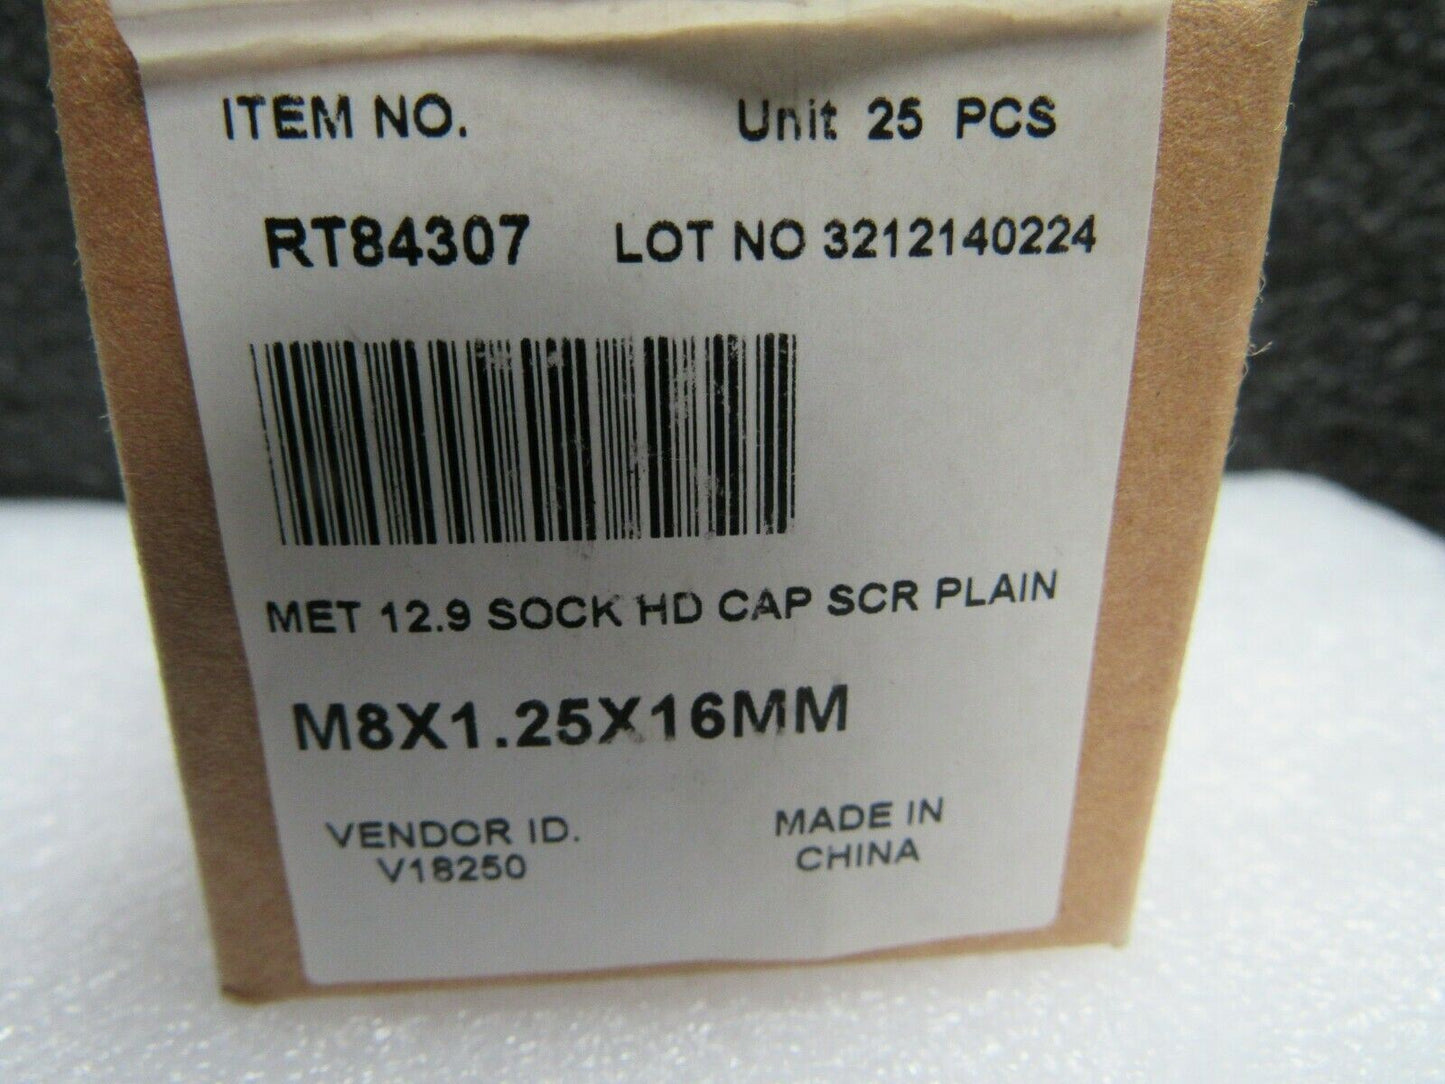 ITEM NO. Unit 25 PCS
RT84307 LOT NO 3212140224
MET 12.9 SOCK HD CAP SCR PLAIN
M8X1.25X16MM
VENDOR ID. MADE IN
V18250 CHINA